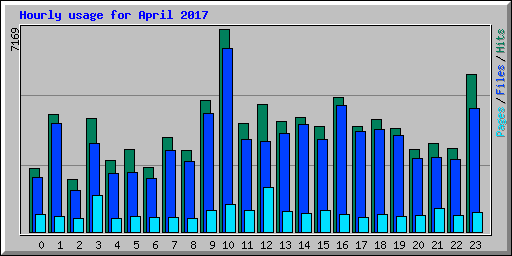 Hourly usage for April 2017
7169
Pages/Files/Hits
0 1 2 3 4 5 6 7 8 9 10 11 12 13 14 15 16 17 18 19 20 21 22 23